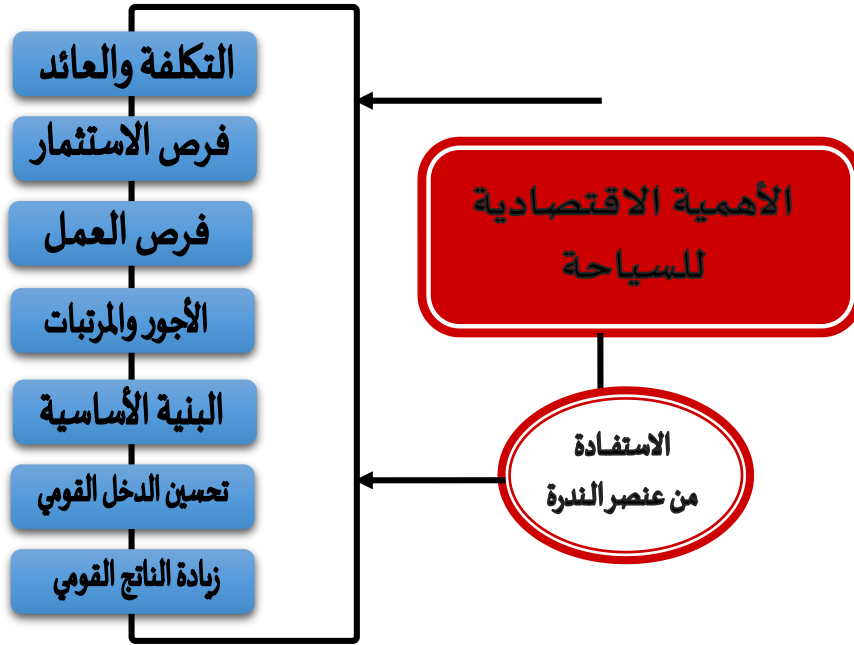 الأهمية الاقتصادية
للسياحة
الاستفادة
من عنصر الندرة
التكلفة والعائد
فرص الاستثمار
فرص العمل
الأجور والمرتبات
البنية الأساسية
تحسين الدخل القومي
زيادة الناتج القومي